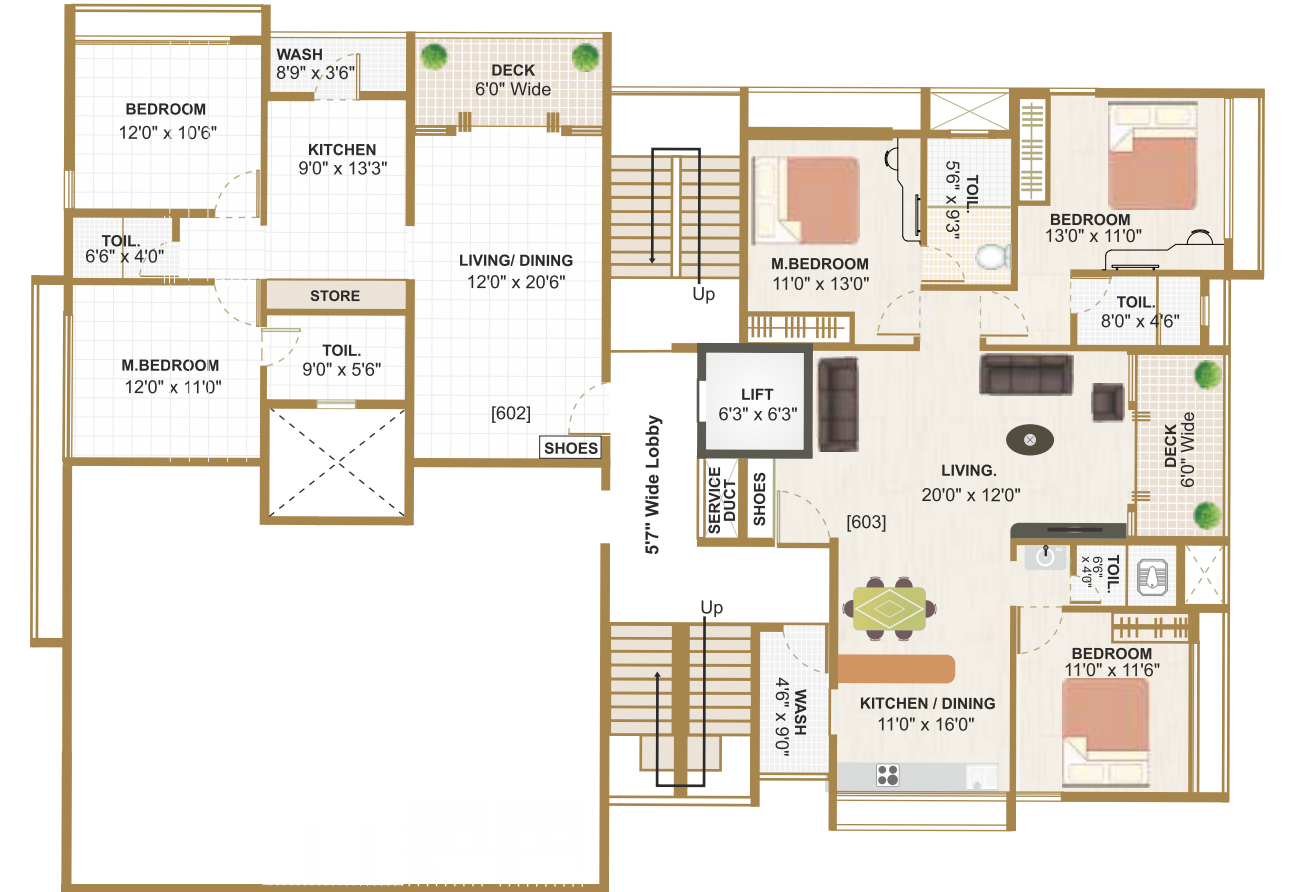 BEDROOM
12'0" x 10'6"
WASH
8'9" x 3'6"
DECK
6'0" Wide
KITCHEN
9'0" x 13'3"
TOIL.
6'6" x 4'0"
LIVING/ DINING
12'0" x 20'6"
STORE
M.BEDROOM
12'0" x 11'0"
TOIL.
9'0" x 5'6"
[602]
SHOES
Up
M.BEDROOM
11'0" x 13'0"
TOIL.
5'6" x 9'3"
BEDROOM
13'0" x 11'0"
TOIL.
8'0" x 4'6"
LIFT
6'3" x 6'3"
5'7" Wide Lobby
SERVICE
DUCT
SHOES
LIVING.
20'0" x 12'0"
[603]
DECK
6'0" Wide
TOIL.
6'6"
x 4'0"
Up
WASH
4'6" x 9'0"
KITCHEN / DINING
11'0" x 16'0"
BEDROOM
11'0" x 11'6"